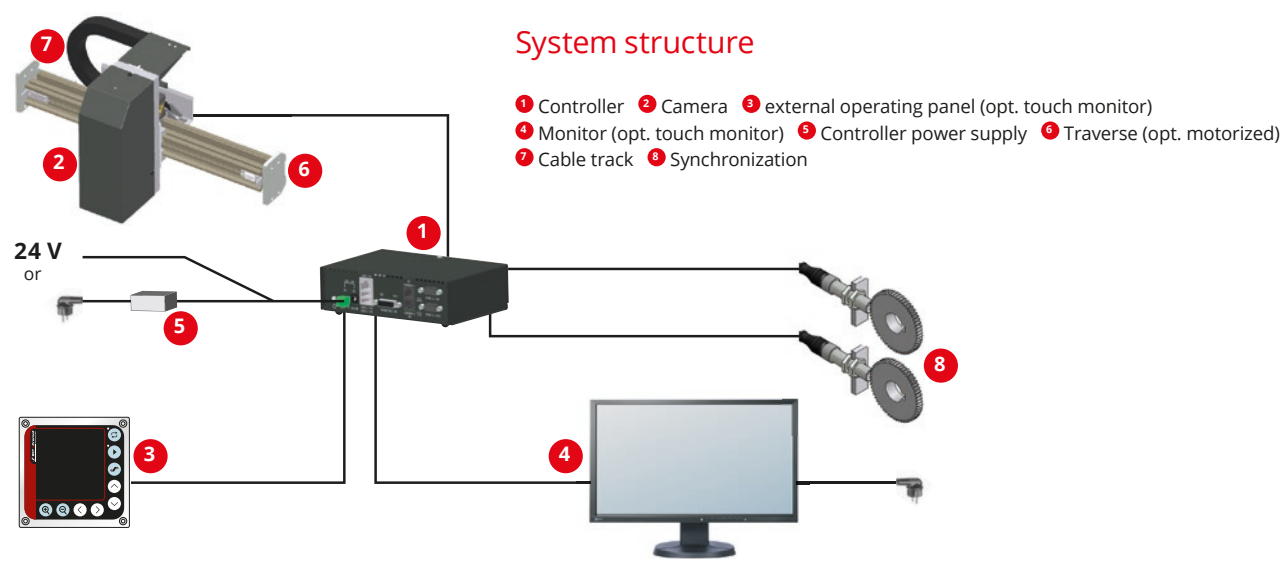 System structure
1 Controller 2 Camera 3 external operating panel (opt. touch monitor)
4 Monitor (opt. touch monitor) 5 Controller power supply 6 Traverse (opt. motorized)
7 Cable track 8 Synchronization
7
2
6
1
24 V
or
5
8
3
4